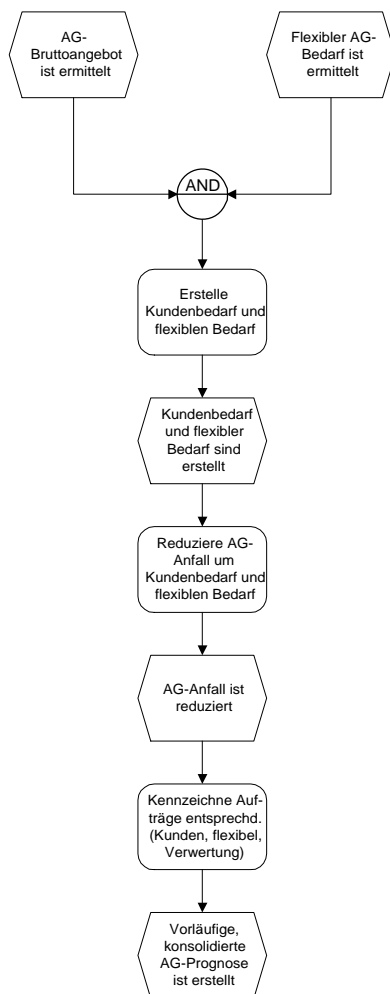 AG-
Bruttoangebot
ist ermittelt
Flexibler AG-
Bedarf ist
ermittelt
AND
Erstelle
Kundenbedarf und
flexiblen Bedarf
Kundenbedarf
und flexibler
Bedarf sind
erstellt
Reduziere AG-
Anfall um
Kundenbedarf und
flexiblen Bedarf
AG-Anfall ist
reduziert
Kennzeichne Auf-
träge entsprechd.
(Kunden, flexibel,
Verwertung)
Vorläufige,
konsolidierte
AG-Prognose
ist erstellt